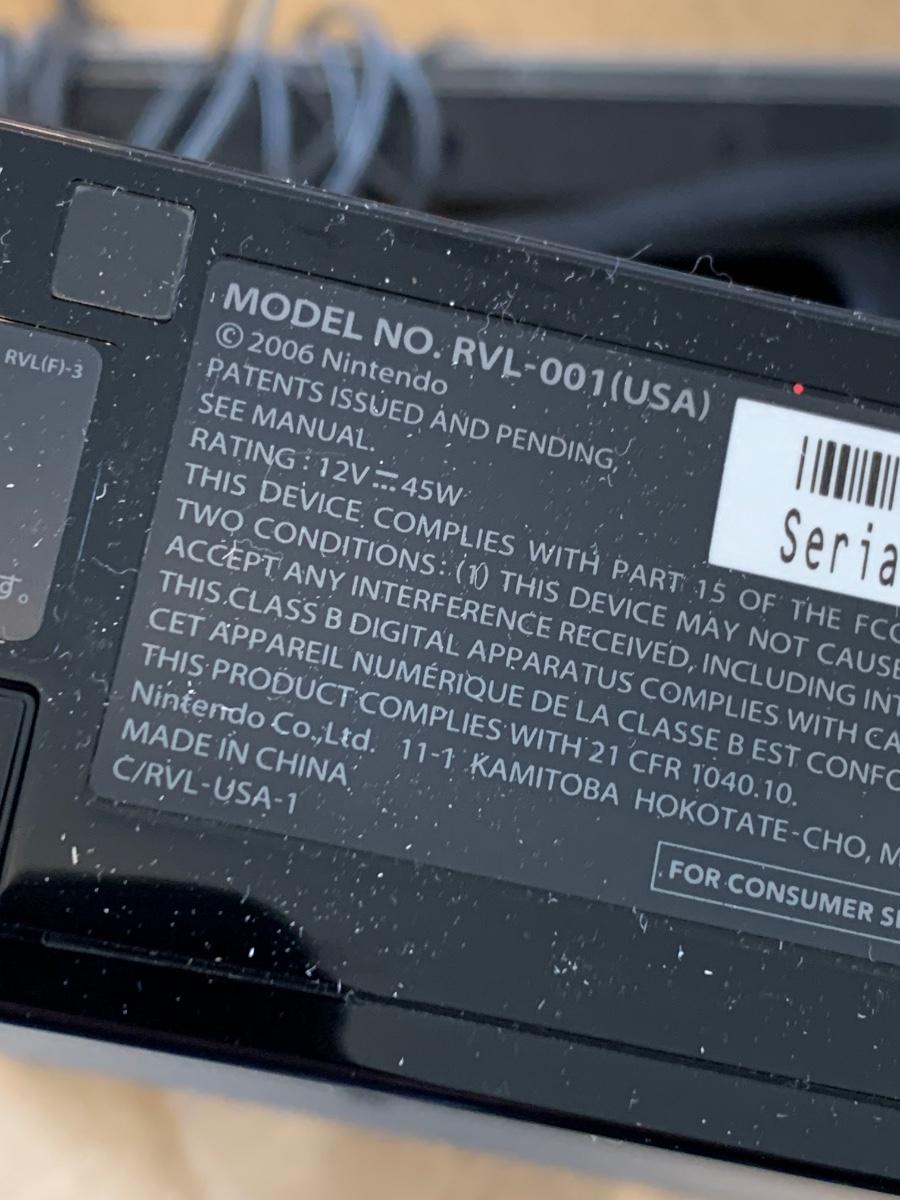 RVL(F)-3
す。
MODEL NO. RVL-001(USA)
© 2006 Nintendo
PATENTS ISSUED AND PENDING,
SEE MANUAL.
RATING : 12V⎓45W
THIS DEVICE COMPLIES WITH PART 15 OF THE FCC
TWO CONDITIONS: (1) THIS DEVICE MAY NOT CAUSE
ACCEPT ANY INTERFERENCE RECEIVED, INCLUDING
THIS CLASS B DIGITAL APPARATUS COMPLIES WITH
CET APPAREIL NUMÉRIQUE DE LA CLASSE B EST
THIS PRODUCT COMPLIES WITH 21 CFR 1040.10.
Nintendo Co.,Ltd. 11-1 KAMITOBA HOKOTATE-CHO,
MADE IN CHINA
C/RVL-USA-1
Seria
FOR CONSUMER